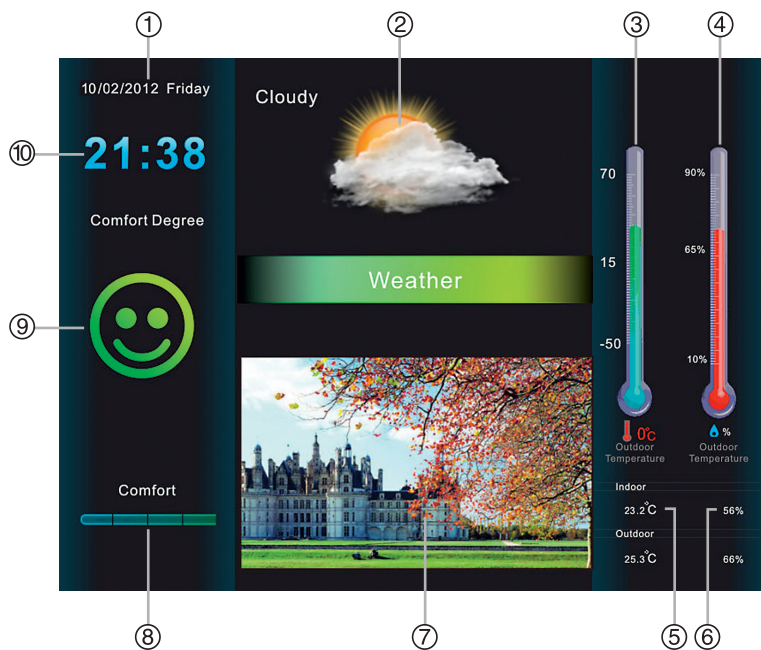 ① ② ③ ④
10/02/2012 Friday
Cloudy
⑩ 21:38
Comfort Degree
70
15
-50
90%
65%
10%
Weather
⑨
0°C
Outdoor
Temperature
%
Outdoor
Temperature
Comfort
Indoor
23.2°C 56%
Outdoor
25.3°C 66%
⑧ ⑦ ⑤ ⑥